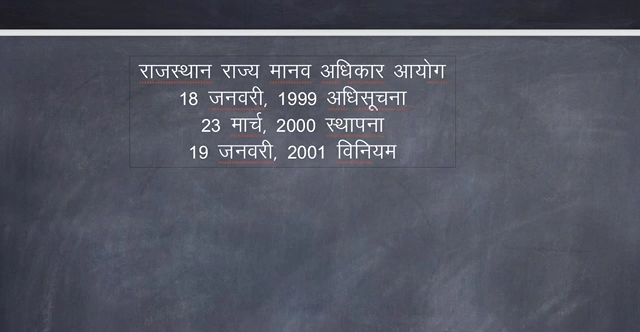 राजस्थान राज्य मानव अधिकार आयोग
18 जनवरी, 1999 अधिसूचना
23 मार्च, 2000 स्थापना
19 जनवरी, 2001 विनियम